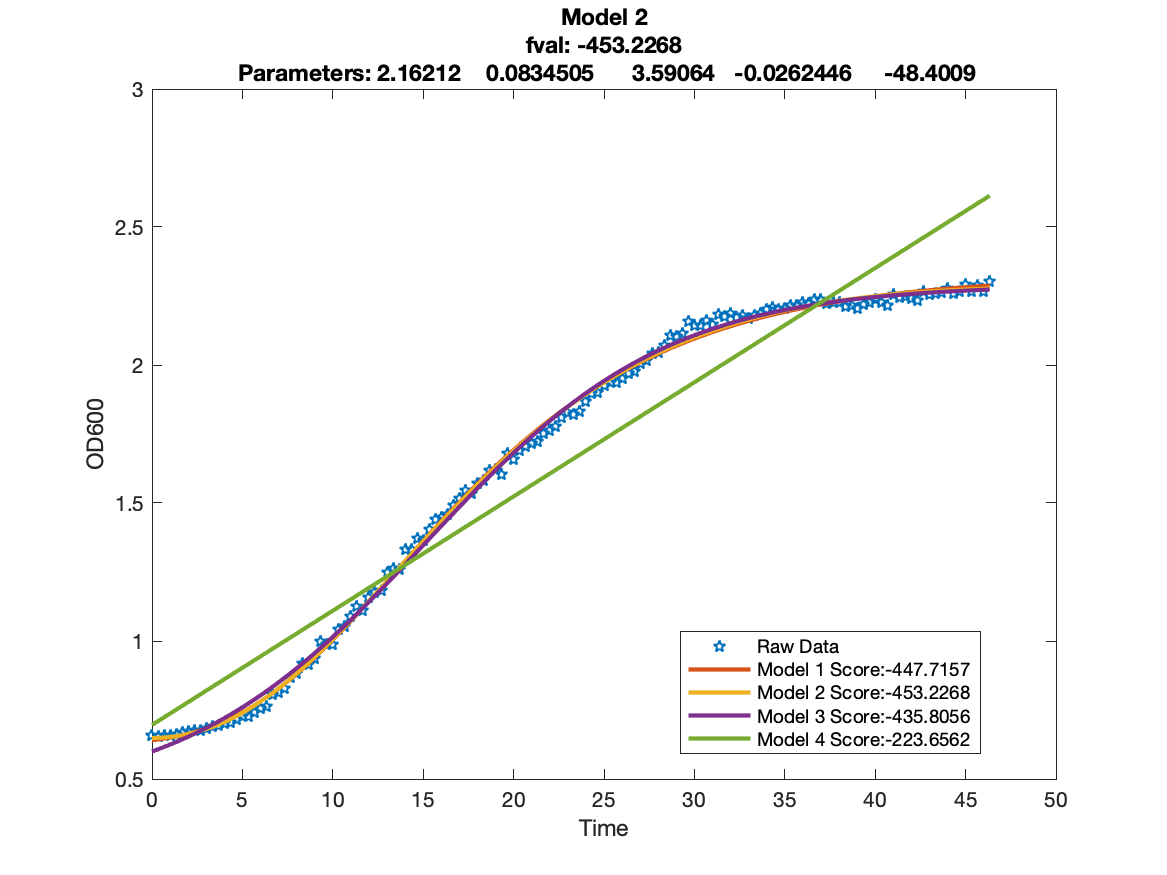 Model 2
fval: -453.2268
Parameters: 2.16212 0.0834505 3.59064 -0.0262446 -48.4009
3
2.5
2
1.5
1
0.5
OD600
0 5 10 15 20 25 30 35 40 45 50
Time
Raw Data
Model 1 Score:-447.7157
Model 2 Score:-453.2268
Model 3 Score:-435.8056
Model 4 Score:-223.6562